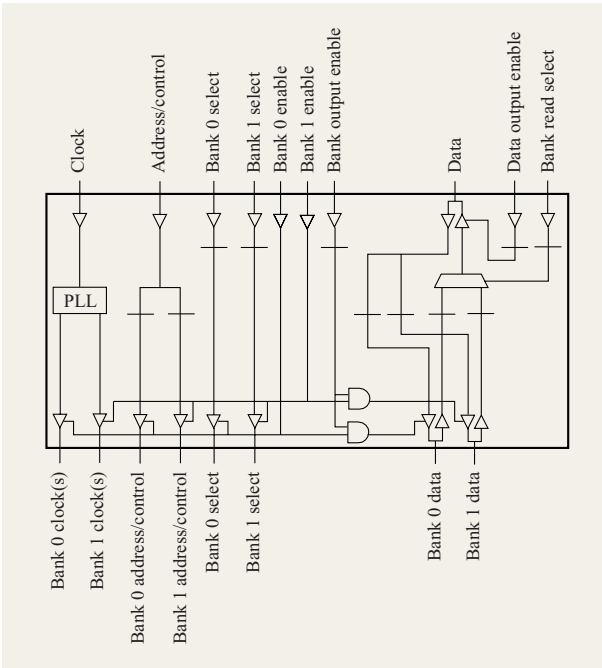 Clock
Address/control
Bank 0 select
Bank 1 select
Bank 0 enable
Bank 1 enable
Bank output enable
Data
Data output enable
Bank read select
PLL
Bank 0 clock(s)
Bank 1 clock(s)
Bank 0 address/control
Bank 1 address/control
Bank 0 select
Bank 1 select
Bank 0 data
Bank 1 data